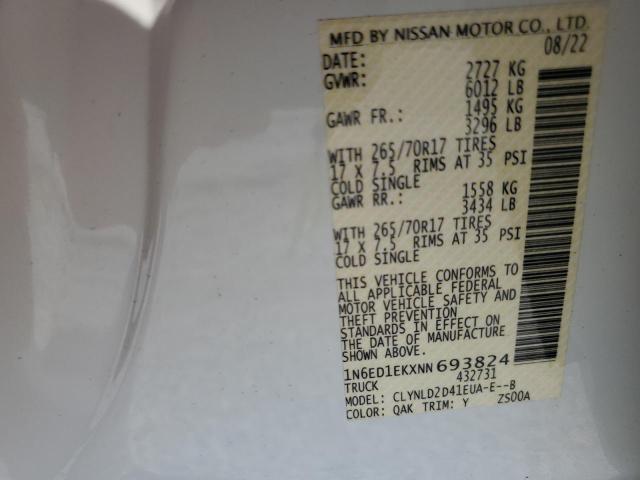 MFD BY NISSAN MOTOR CO., LTD.
DATE: 08/22
GVWR: 2727 KG
6012 LB
GAWR FR.: 1495 KG
3296 LB
WITH 265/70R17 TIRES
17 X 7.5 RIMS AT 35 PSI
COLD SINGLE
GAWR RR.: 1558 KG
3434 LB
WITH 265/70R17 TIRES
17 X 7.5 RIMS AT 35 PSI
COLD SINGLE
THIS VEHICLE CONFORMS TO
ALL APPLICABLE FEDERAL
MOTOR VEHICLE SAFETY AND
THEFT PREVENTION
STANDARDS IN EFFECT ON
THE DATE OF MANUFACTURE
SHOWN ABOVE.
1N6ED1EKXNN693824
TRUCK 432731
MODEL: CLYNLD2D41EUA-E--B
COLOR: QAK TRIM: Y ZS00A